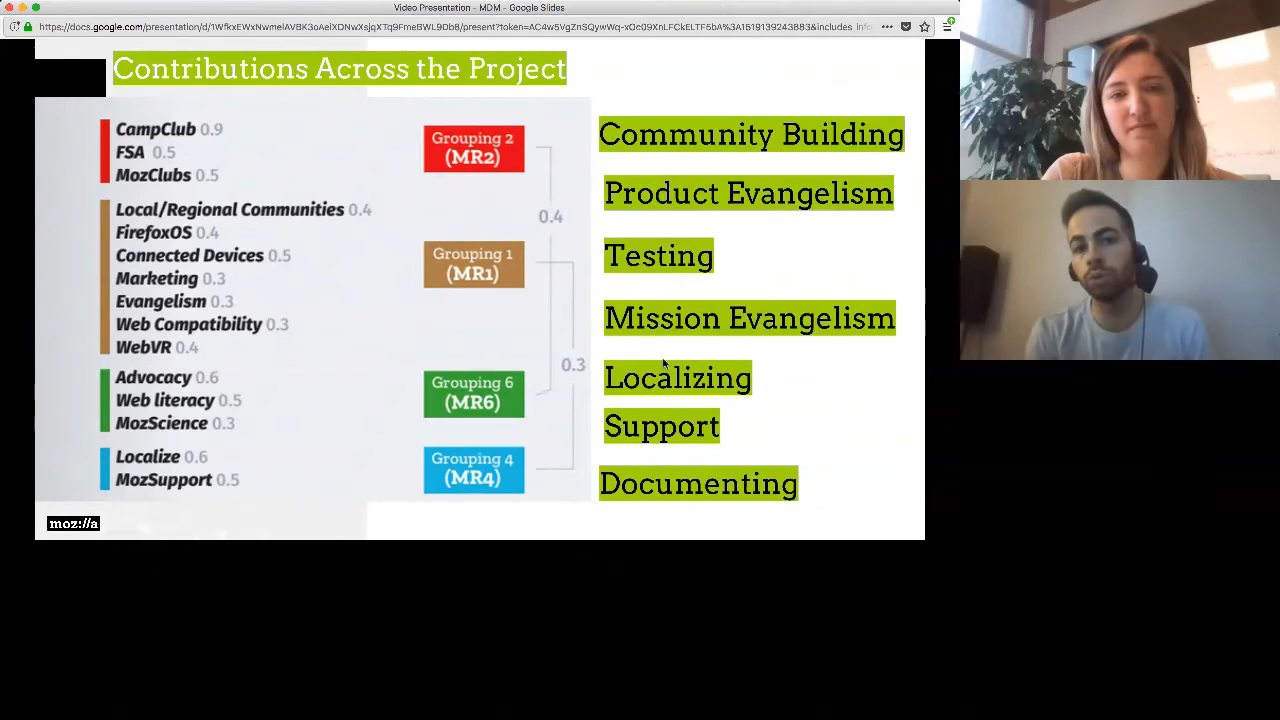 Video Presentation - MDM - Google Slides
Contributions Across the Project
CampClub 0.9
FSA 0.5
MozClubs 0.5
Local/Regional Communities 0.4
FirefoxOS 0.4
Connected Devices 0.5
Marketing 0.3
Evangelism 0.3
Web Compatibility 0.3
WebVR 0.4
Advocacy 0.6
Web literacy 0.5
MozScience 0.3
Localize 0.6
MozSupport 0.5
Grouping 2
(MR2)
0.4
Grouping 1
(MR1)
0.3
Grouping 6
(MR6)
Grouping 4
(MR4)
Community Building
Product Evangelism
Testing
Mission Evangelism
Localizing
Support
Documenting
moz://a